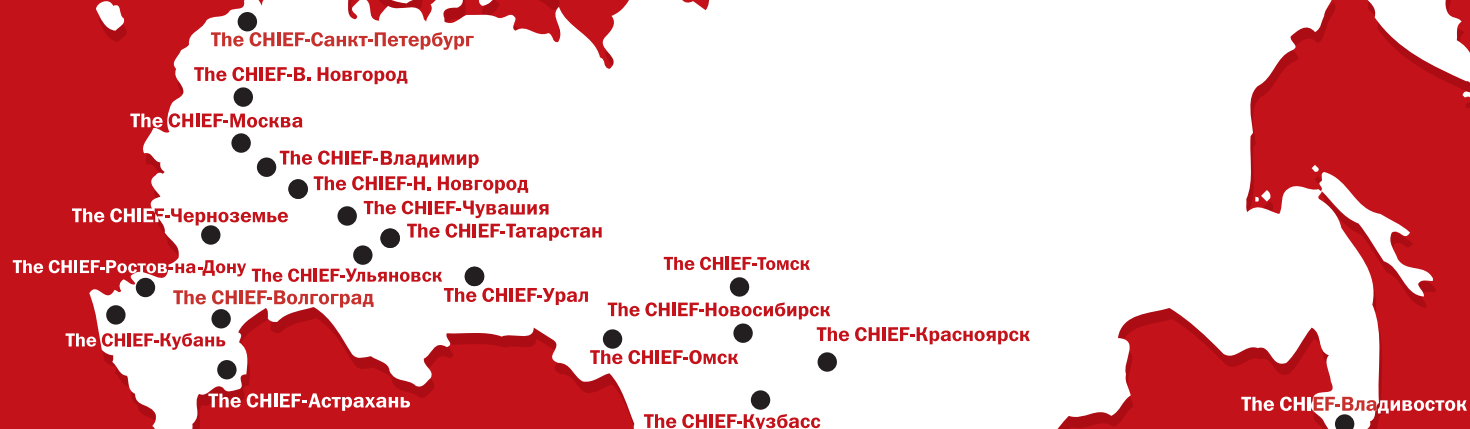 The CHIEF-Санкт-Петербург
The CHIEF-В. Новгород
The CHIEF-Москва
The CHIEF-Владимир
The CHIEF-Н. Новгород
The CHIEF-Чувашия
The CHIEF-Черноземье
The CHIEF-Татарстан
The CHIEF-Ростов-на-Дону
The CHIEF-Ульяновск
The CHIEF-Томск
The CHIEF-Волгоград
The CHIEF-Урал
The CHIEF-Новосибирск
The CHIEF-Кубань
The CHIEF-Красноярск
The CHIEF-Омск
The CHIEF-Астрахань
The CHIEF-Владивосток
The CHIEF-Кузбасс